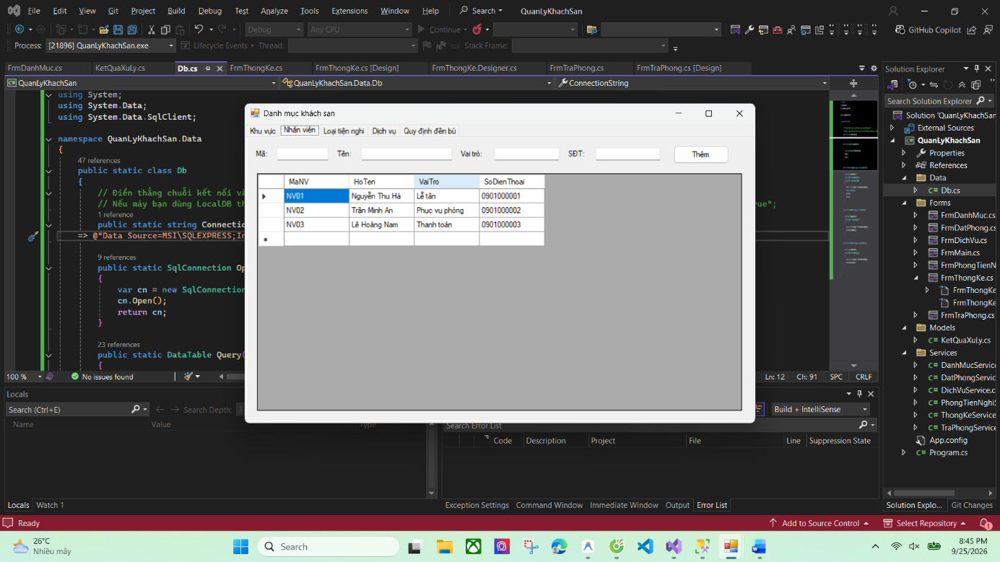 File Edit View Git Project Build Debug Test Analyze Tools Extensions Window Help Search QuanLyKhachSan
Debug Any CPU Continue GitHub Copilot
Process: [21896] QuanLyKhachSan.exe Lifecycle Events Thread: Stack Frame:
FrmDanhMuc.cs KetQuaXuLy.cs Db.cs FrmThongKe.cs FrmThongKe.cs [Design] FrmThongKe.Designer.cs FrmTraPhong.cs FrmTraPhong.cs [Design]
QuanLyKhachSan QuanLyKhachSan.Data.Db ConnectionString
using System;
using System.Data;
using System.Data.SqlClient;
namespace QuanLyKhachSan.Data
{
47 references
public static class Db
{
// Điền thẳng chuỗi kết nối và
// Nếu máy bạn dùng LocalDB th rue";
1 reference
public static string Connectio
=> @"Data Source=MSI\SQLEXPRESS;In
9 references
public static SqlConnection Op
{
var cn = new SqlConnection
cn.Open();
return cn;
}
23 references
public static DataTable Query(
{
100 % No issues found Ln: 12 Ch: 91 SPC CRLF
Danh mục khách sạn
Khu vực Nhân viên Loại tiện nghi Dịch vụ Quy định đền bù
Mã: Tên: Vai trò: SĐT: Thêm
MaNV HoTen VaiTro SoDienThoai
NV01 Nguyễn Thu Hà Lễ tân 0901000001
NV02 Trần Minh An Phục vụ phòng 0901000002
NV03 Lê Hoàng Nam Thanh toán 0901000003
Locals
Search (Ctrl+E) Search Depth: 3
Name Value Type
Locals Watch 1
Build + IntelliSense
Search Error List
Code Description Project File Line Suppression State
Exception Settings Command Window Immediate Window Output Error List
Solution Explorer
Search Solution Explorer
Solution 'QuanLyKhachSan
External Sources
QuanLyKhachSan
Properties
References
Data
Db.cs
Forms
FrmDanhMuc.cs
FrmDatPhong.cs
FrmDichVu.cs
FrmMain.cs
FrmPhongTienN
FrmThongKe.cs
FrmThongKe
FrmThongKe
FrmTraPhong.cs
Models
KetQuaXuLy.cs
Services
DanhMucService
DatPhongServic
DichVuService.c
PhongTienNghiS
ThongKeService
TraPhongService
App.config
Program.cs
Solution Explo... Git Changes
Ready Add to Source Control Select Repository 1
26°C
Nhiều mây
Search
8:45 PM
9/25/2026